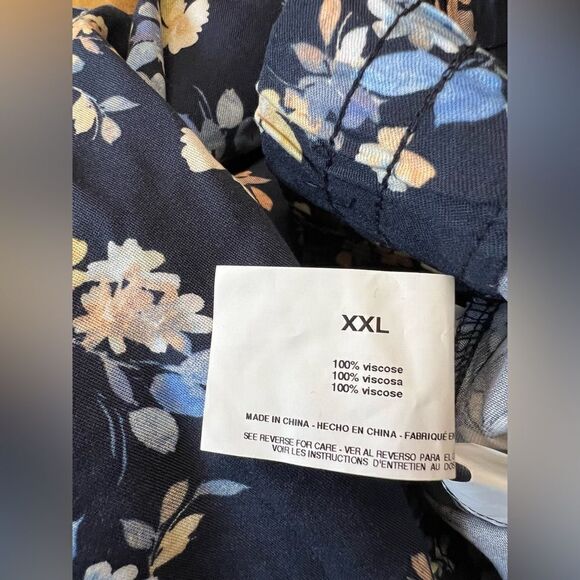 XXL
100% viscose
100% viscosa
100% viscose
MADE IN CHINA - HECHO EN CHINA - FABRIQUÉ
SEE REVERSE FOR CARE - VER AL REVERSO PARA EL
VOIR LES INSTRUCTIONS D'ENTRETIEN AU